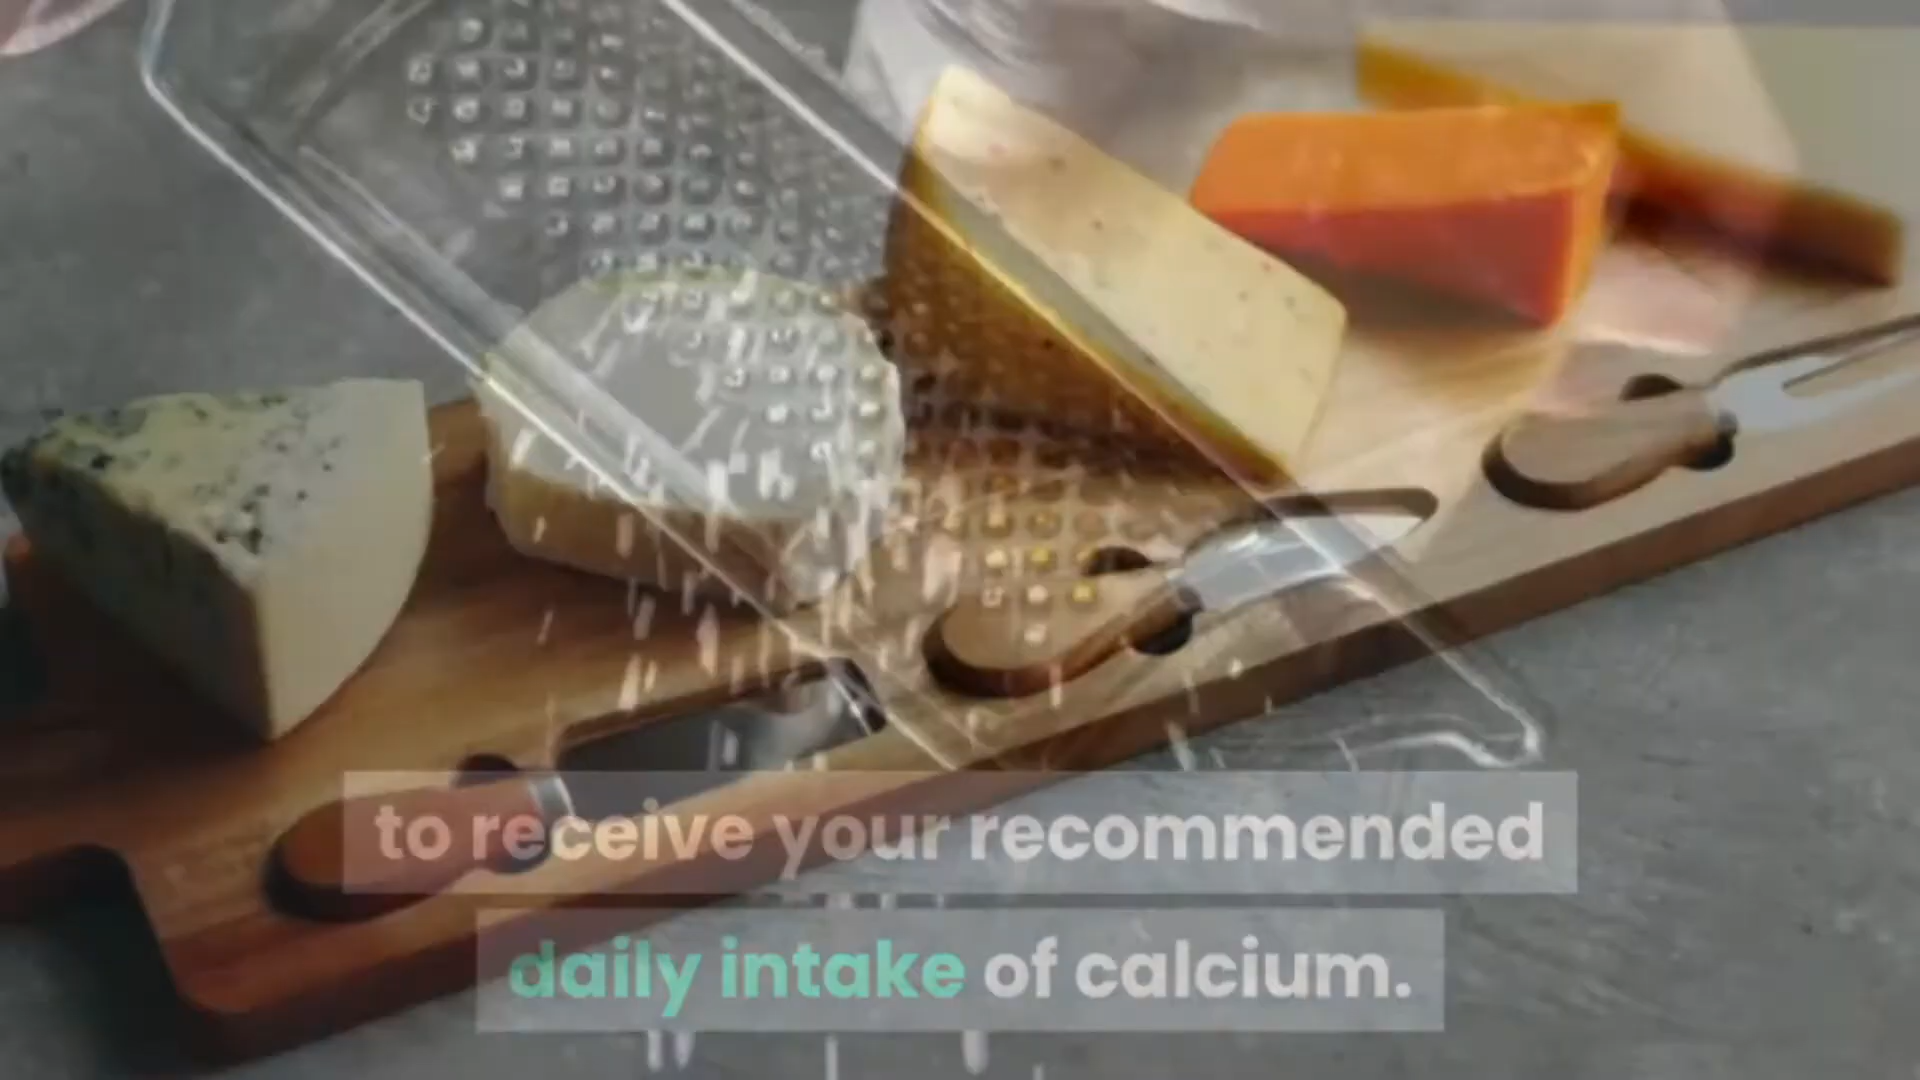 to receive your recommended
daily intake of calcium.